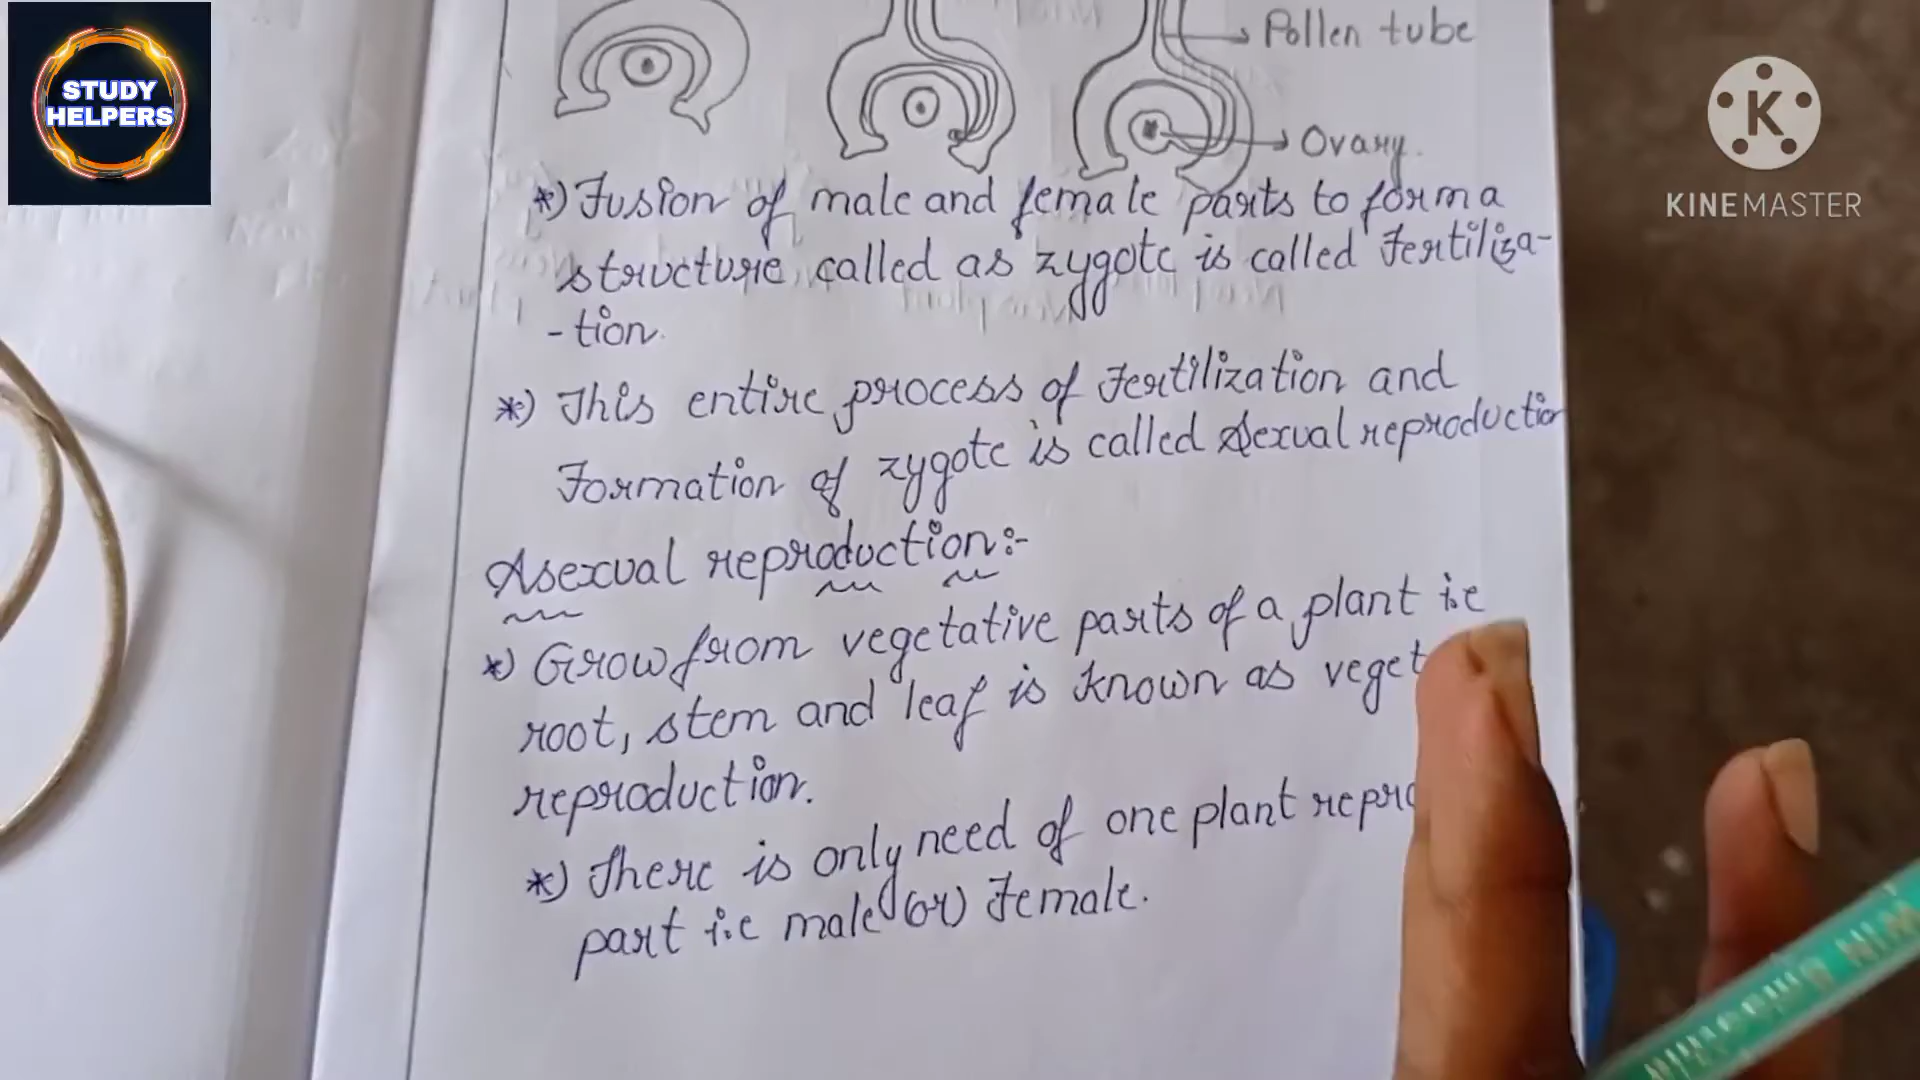 STUDY
HELPERS
K
KINEMASTER
Pollen tube
Ovary.
*) Fusion of male and female parts to form a
structure called as zygote is called Fertiliza-
-tion.
*) This entire process of Fertilization and
Formation of zygote is called Sexual reproduction
Asexual reproduction:-
*) Grow from vegetative parts of a plant i.e
root, stem and leaf is known as veget
reproduction.
*) There is only need of one plant repro
part i.e male (or) Female.